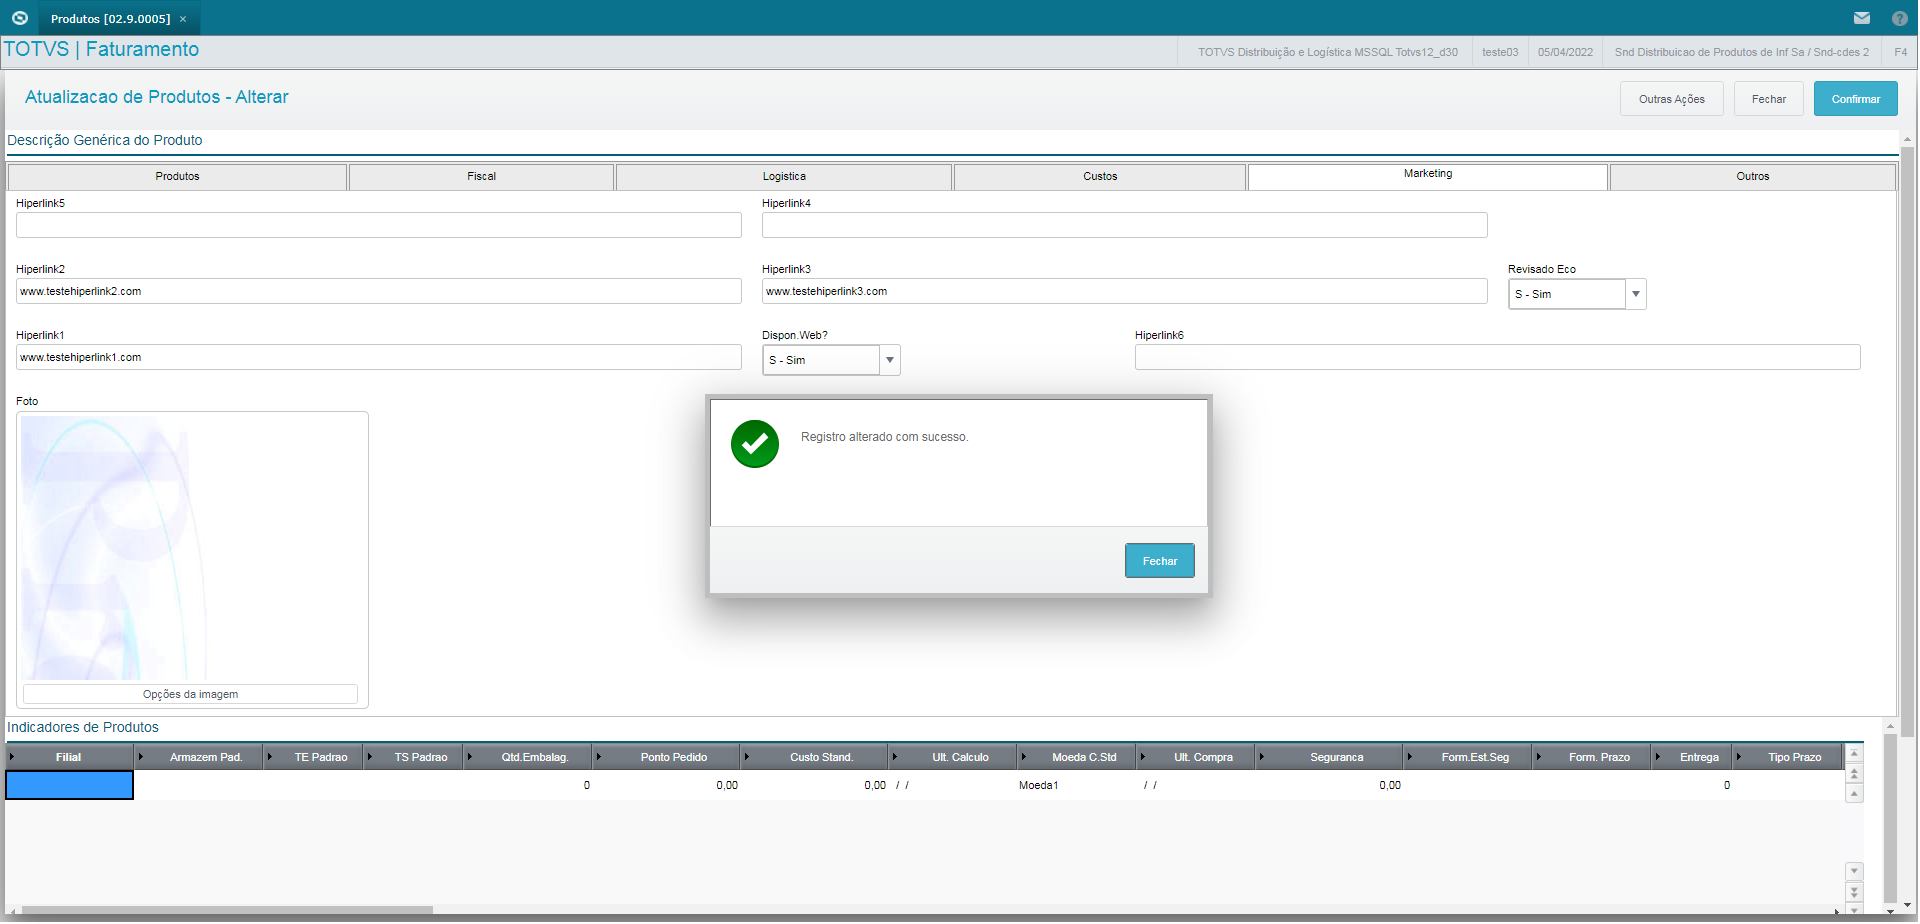 Produtos [02.9.0005] ×
TOTVS | Faturamento
TOTVS Distribuição e Logística MSSQL Totvs12_d30
teste03
05/04/2022
Snd Distribuicao de Produtos de Inf Sa / Snd-cdes 2
F4
Atualizacao de Produtos - Alterar
Outras Ações
Fechar
Confirmar
Descrição Genérica do Produto
Produtos
Fiscal
Logistica
Custos
Marketing
Outros
Hiperlink5
Hiperlink4
Hiperlink2
Hiperlink3
Revisado Eco
www.testehiperlink2.com
www.testehiperlink3.com
S - Sim
Hiperlink1
Dispon.Web?
Hiperlink6
www.testehiperlink1.com
S - Sim
Foto
Registro alterado com sucesso.
Fechar
Opções da imagem
Indicadores de Produtos
Filial
Armazem Pad.
TE Padrao
TS Padrao
Qtd.Embalag.
Ponto Pedido
Custo Stand.
Ult. Calculo
Moeda C.Std
Ult. Compra
Seguranca
Form.Est.Seg
Form. Prazo
Entrega
Tipo Prazo
0
0,00
0,00
/ /
Moeda1
/ /
0,00
0